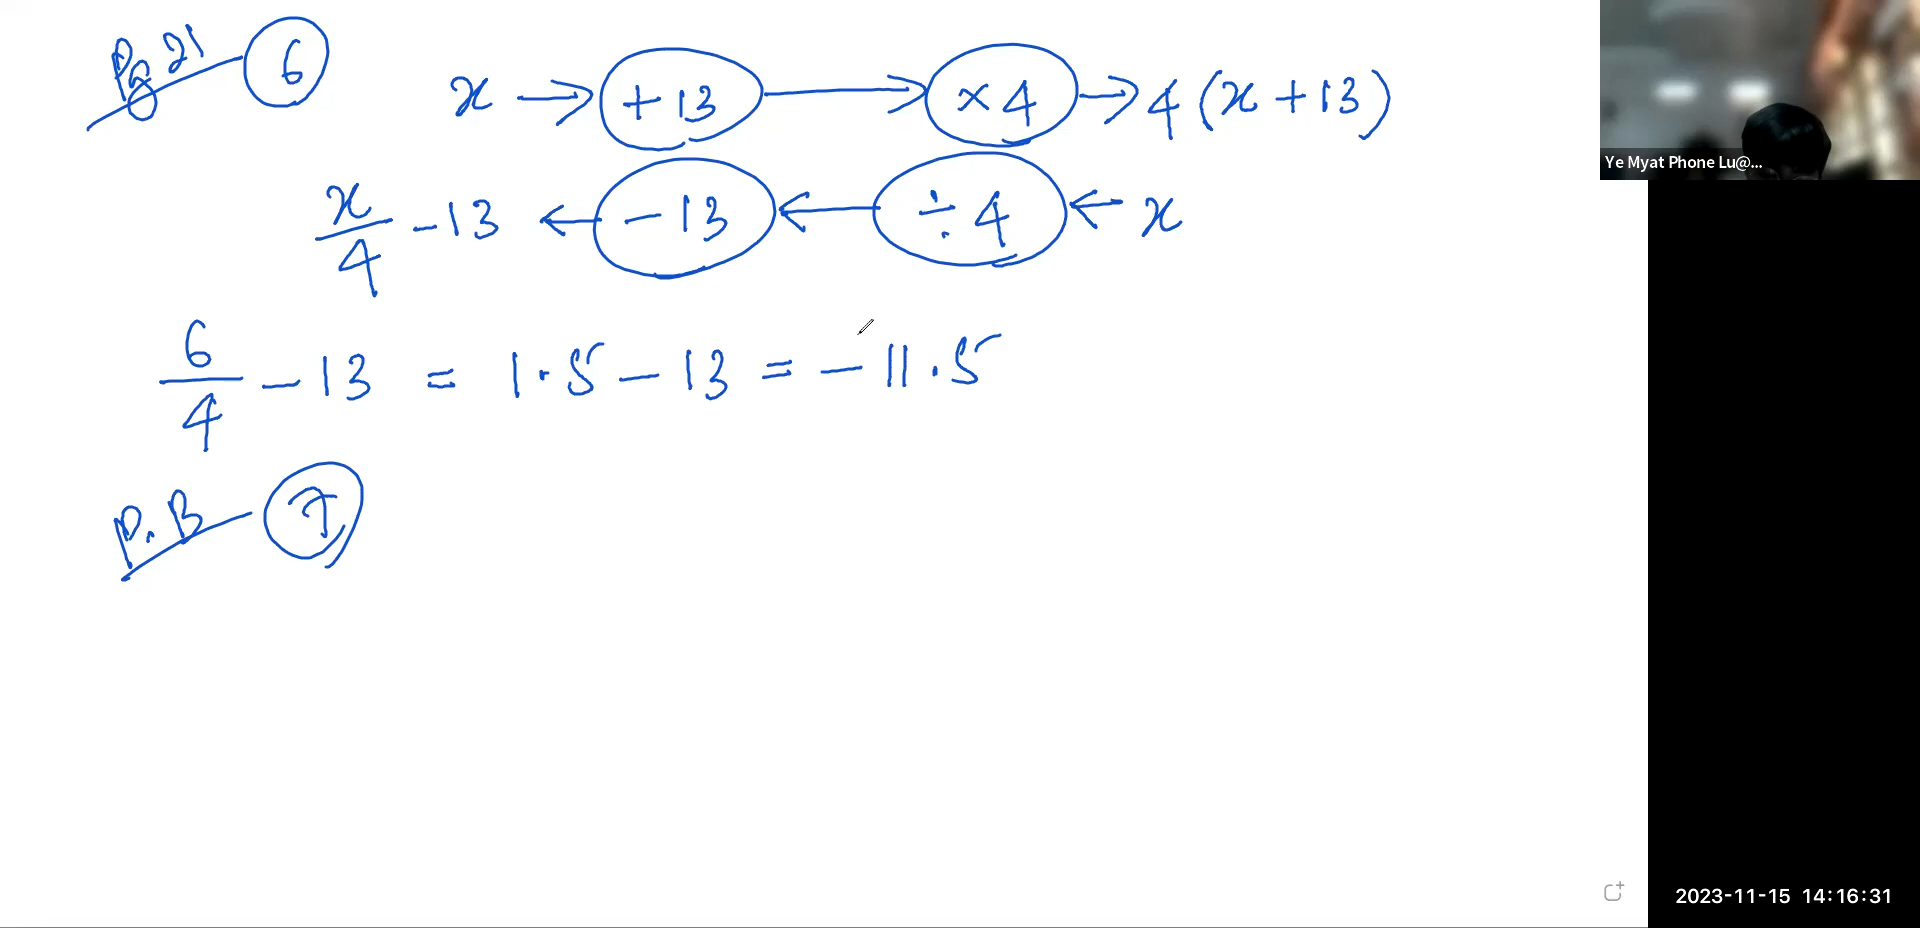 Pg 21 6
x → +13 → ×4 → 4(x+13)
x/4 - 13 ← -13 ← ÷4 ← x
6/4 - 13 = 1.5 - 13 = -11.5
P.B 7
Ye Myat Phone Lu@...
2023-11-15 14:16:31